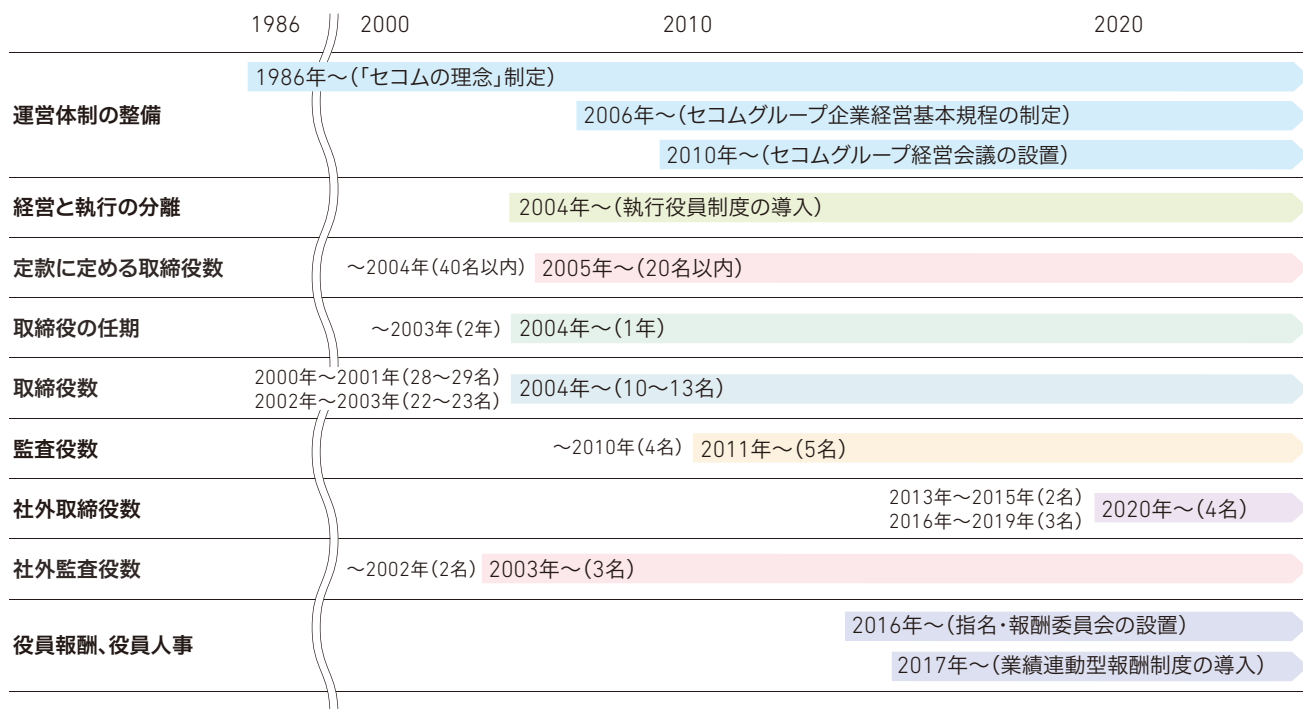 1986 2000 2010 2020
1986年～(「セコムの理念」制定)
運営体制の整備
2006年～(セコムグループ企業経営基本規程の制定)
2010年～(セコムグループ経営会議の設置)
経営と執行の分離
2004年～(執行役員制度の導入)
定款に定める取締役数
～2004年(40名以内)
2005年～(20名以内)
取締役の任期
～2003年(2年)
2004年～(1年)
取締役数
2000年～2001年(28～29名)
2002年～2003年(22～23名)
2004年～(10～13名)
監査役数
～2010年(4名)
2011年～(5名)
社外取締役数
2013年～2015年(2名)
2016年～2019年(3名)
2020年～(4名)
社外監査役数
～2002年(2名)
2003年～(3名)
役員報酬、役員人事
2016年～(指名・報酬委員会の設置)
2017年～(業績連動型報酬制度の導入)